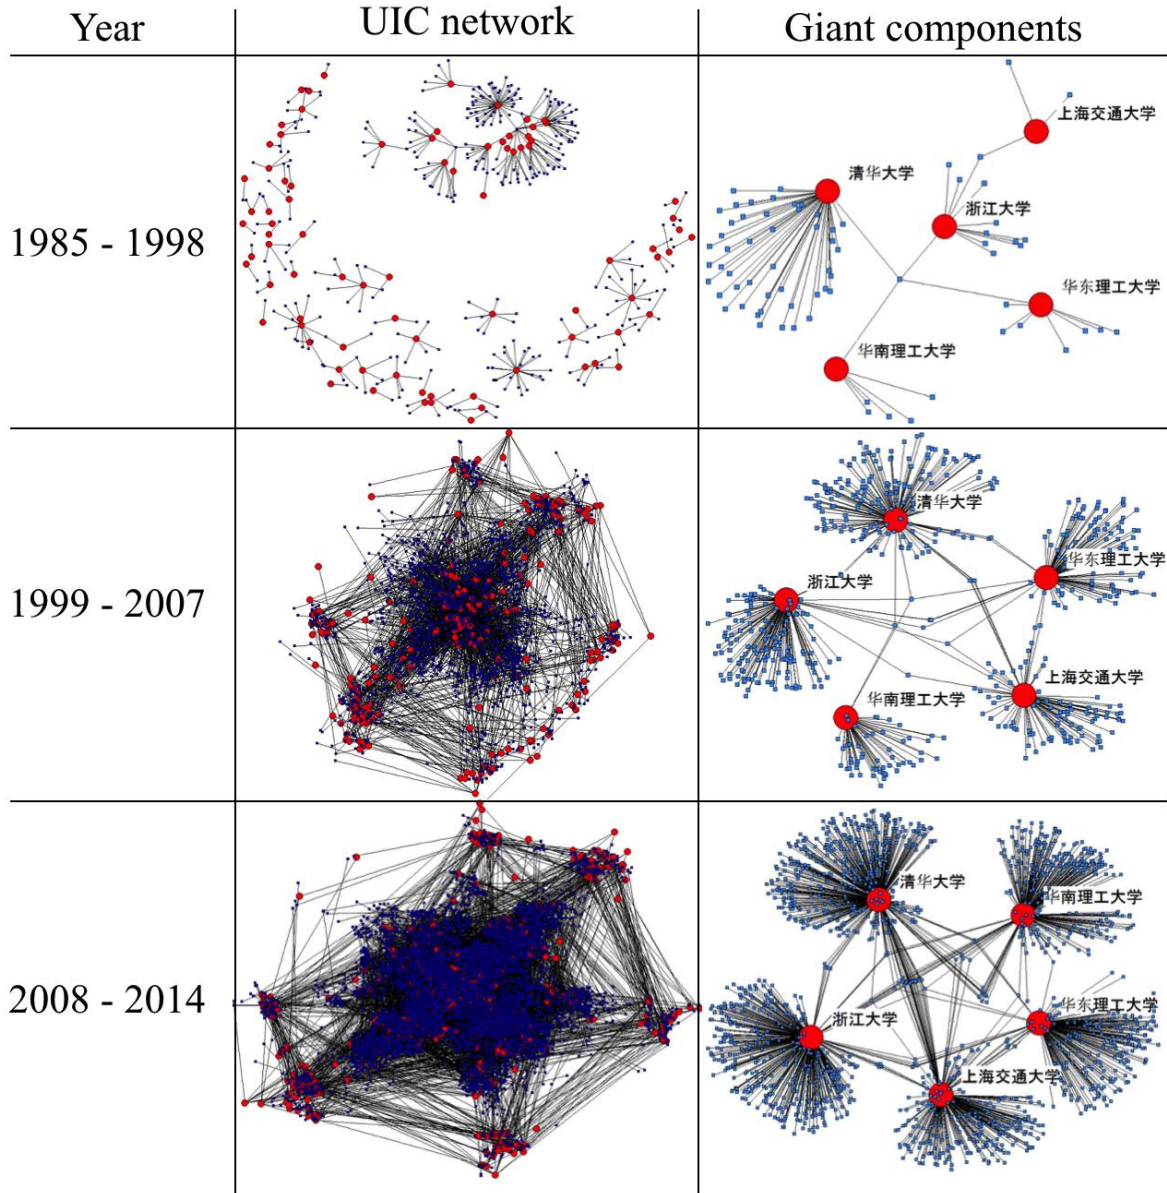 Year
UIC network
Giant components
1985 - 1998
上海交通大学
清华大学
浙江大学
华东理工大学
华南理工大学
1999 - 2007
清华大学
华东理工大学
浙江大学
上海交通大学
华南理工大学
2008 - 2014
清华大学
华南理工大学
华东理工大学
浙江大学
上海交通大学